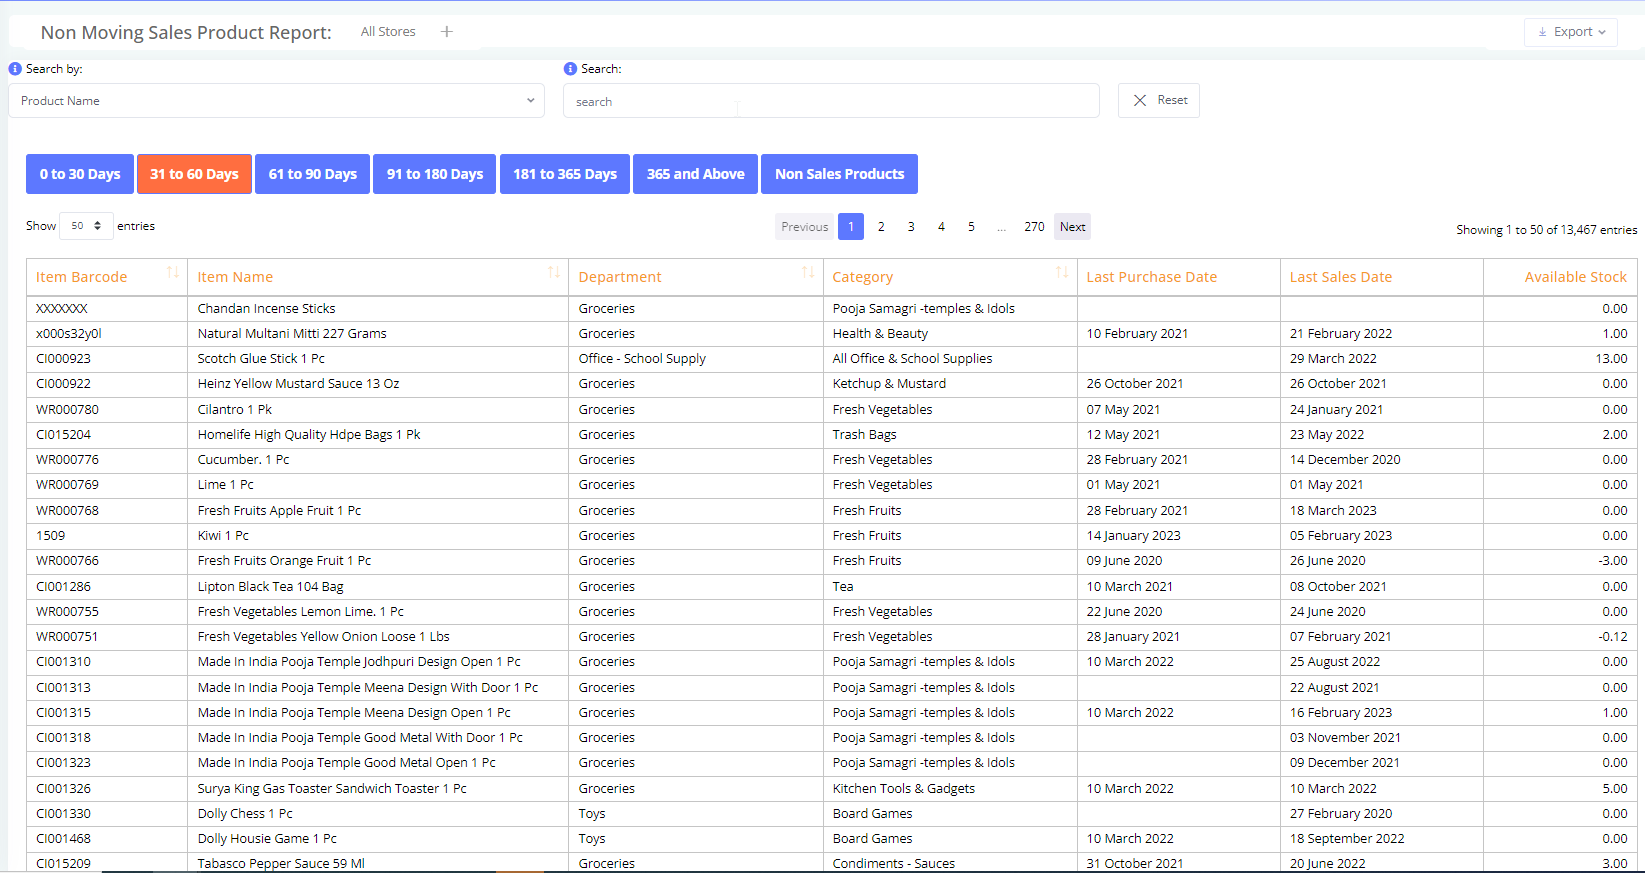 Non Moving Sales Product Report: All Stores +
Export
Search by: Search:
Product Name search Reset
0 to 30 Days 31 to 60 Days 61 to 90 Days 91 to 180 Days 181 to 365 Days 365 and Above Non Sales Products
Show 50 entries Previous 1 2 3 4 5 ... 270 Next Showing 1 to 50 of 13,467 entries
Item Barcode Item Name Department Category Last Purchase Date Last Sales Date Available Stock
XXXXXXX Chandan Incense Sticks Groceries Pooja Samagri -temples & Idols 0.00
x000s32y0l Natural Multani Mitti 227 Grams Groceries Health & Beauty 10 February 2021 21 February 2022 1.00
CI000923 Scotch Glue Stick 1 Pc Office - School Supply All Office & School Supplies 29 March 2022 13.00
CI000922 Heinz Yellow Mustard Sauce 13 Oz Groceries Ketchup & Mustard 26 October 2021 26 October 2021 0.00
WR000780 Cilantro 1 Pk Groceries Fresh Vegetables 07 May 2021 24 January 2021 0.00
CI015204 Homelife High Quality Hdpe Bags 1 Pk Groceries Trash Bags 12 May 2021 23 May 2022 2.00
WR000776 Cucumber. 1 Pc Groceries Fresh Vegetables 28 February 2021 14 December 2020 0.00
WR000769 Lime 1 Pc Groceries Fresh Vegetables 01 May 2021 01 May 2021 0.00
WR000768 Fresh Fruits Apple Fruit 1 Pc Groceries Fresh Fruits 28 February 2021 18 March 2023 0.00
1509 Kiwi 1 Pc Groceries Fresh Fruits 14 January 2023 05 February 2023 0.00
WR000766 Fresh Fruits Orange Fruit 1 Pc Groceries Fresh Fruits 09 June 2020 26 June 2020 -3.00
CI001286 Lipton Black Tea 104 Bag Groceries Tea 10 March 2021 08 October 2021 0.00
WR000755 Fresh Vegetables Lemon Lime. 1 Pc Groceries Fresh Vegetables 22 June 2020 24 June 2020 0.00
WR000751 Fresh Vegetables Yellow Onion Loose 1 Lbs Groceries Fresh Vegetables 28 January 2021 07 February 2021 -0.12
CI001310 Made In India Pooja Temple Jodhpuri Design Open 1 Pc Groceries Pooja Samagri -temples & Idols 10 March 2022 25 August 2022 0.00
CI001313 Made In India Pooja Temple Meena Design With Door 1 Pc Groceries Pooja Samagri -temples & Idols 22 August 2021 0.00
CI001315 Made In India Pooja Temple Meena Design Open 1 Pc Groceries Pooja Samagri -temples & Idols 10 March 2022 16 February 2023 1.00
CI001318 Made In India Pooja Temple Good Metal With Door 1 Pc Groceries Pooja Samagri -temples & Idols 03 November 2021 0.00
CI001323 Made In India Pooja Temple Good Metal Open 1 Pc Groceries Pooja Samagri -temples & Idols 09 December 2021 0.00
CI001326 Surya King Gas Toaster Sandwich Toaster 1 Pc Groceries Kitchen Tools & Gadgets 10 March 2022 10 March 2022 5.00
CI001330 Dolly Chess 1 Pc Toys Board Games 27 February 2020 0.00
CI001468 Dolly Housie Game 1 Pc Toys Board Games 10 March 2022 18 September 2022 0.00
CI015209 Tabasco Pepper Sauce 59 Ml Groceries Condiments - Sauces 31 October 2021 20 June 2022 3.00